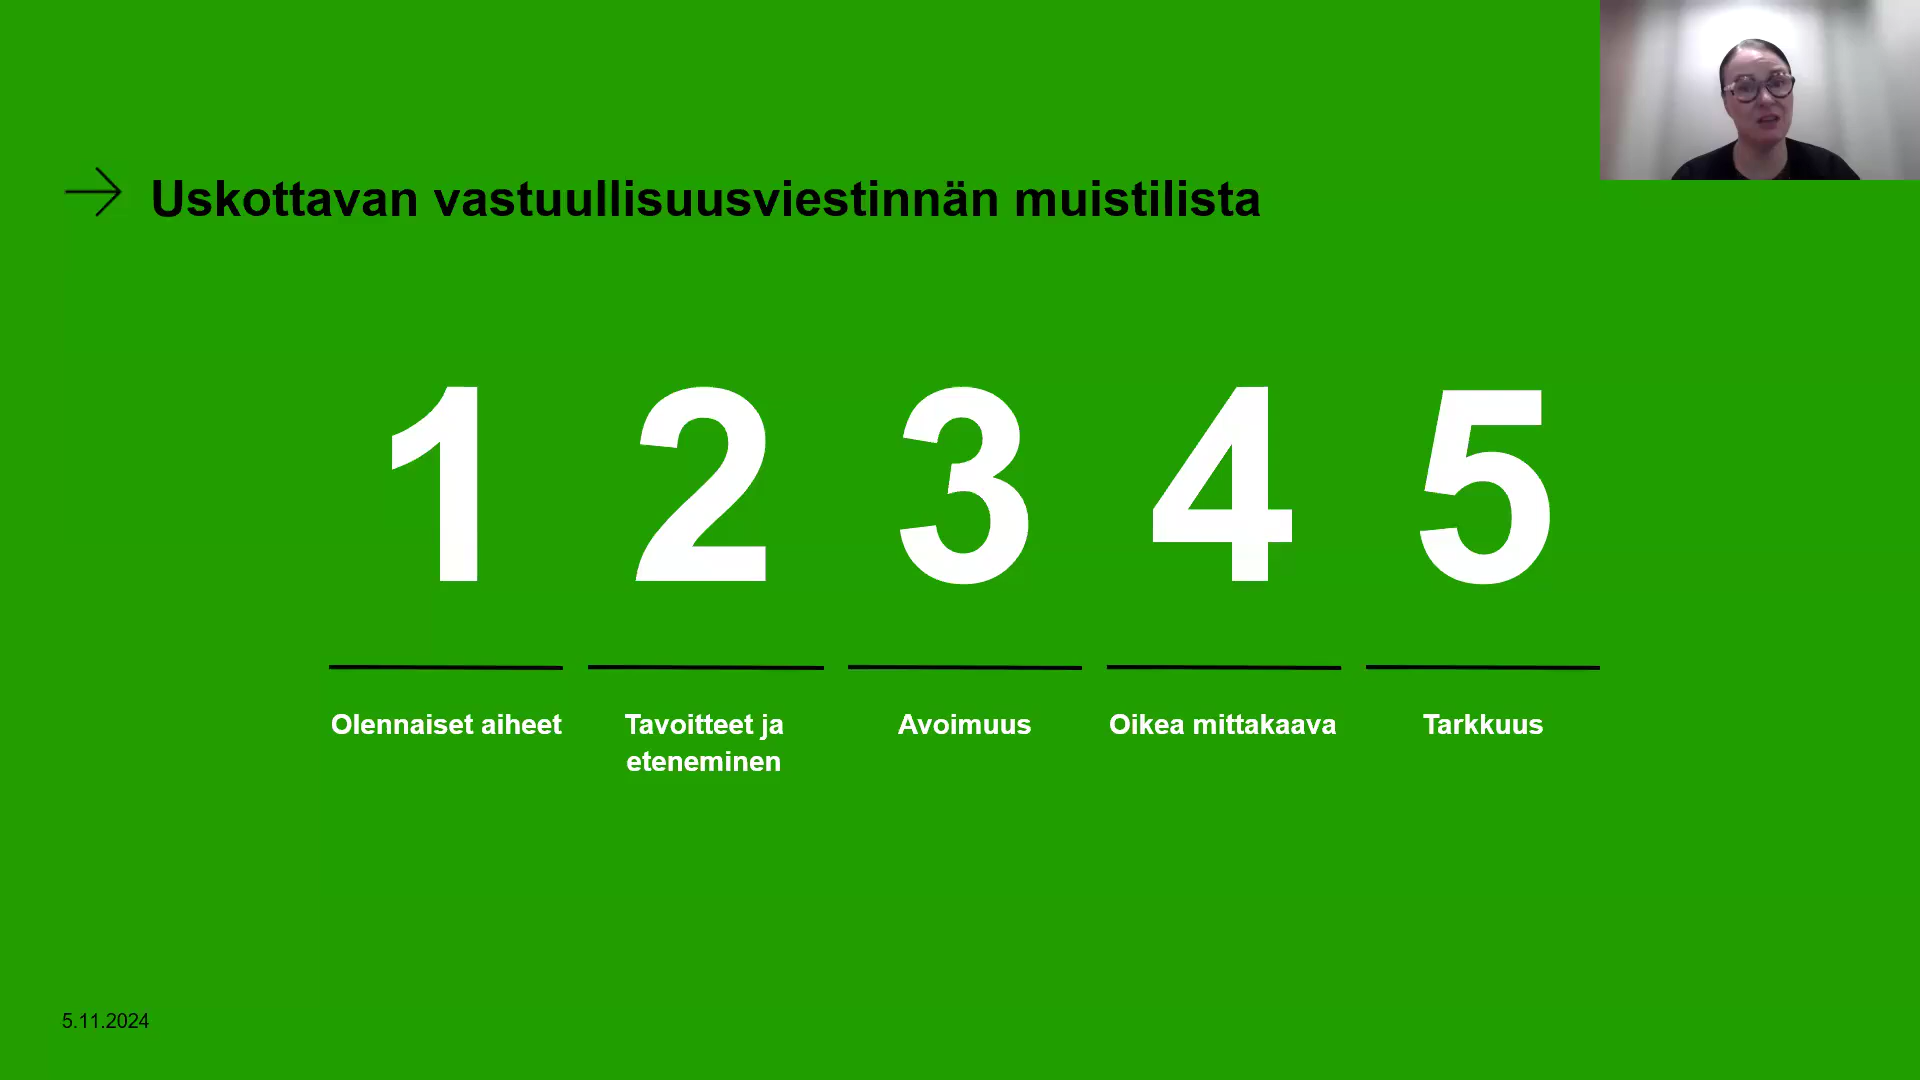 Uskottavan vastuullisuusviestinnän muistilista
1 2 3 4 5
Olennaiset aiheet
Tavoitteet ja
eteneminen
Avoimuus
Oikea mittakaava
Tarkkuus
5.11.2024